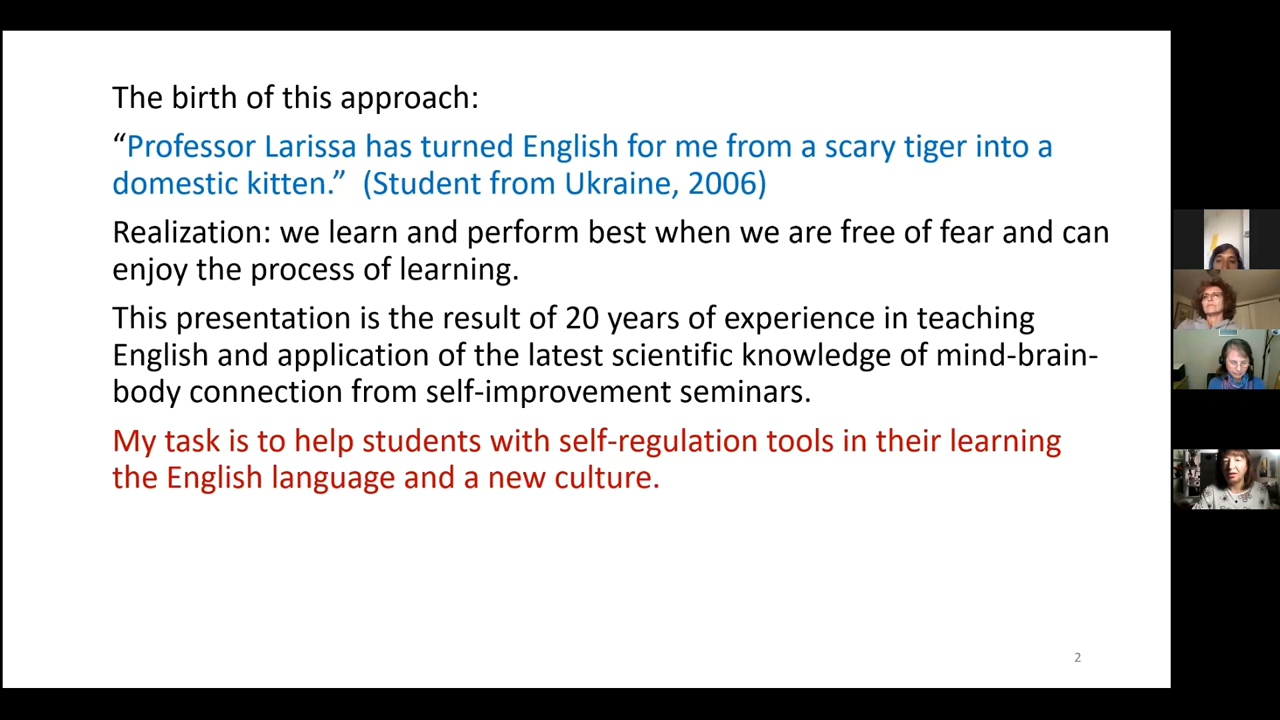 The birth of this approach:
“Professor Larissa has turned English for me from a scary tiger into a
domestic kitten.” (Student from Ukraine, 2006)
Realization: we learn and perform best when we are free of fear and can
enjoy the process of learning.
This presentation is the result of 20 years of experience in teaching
English and application of the latest scientific knowledge of mind-brain-
body connection from self-improvement seminars.
My task is to help students with self-regulation tools in their learning
the English language and a new culture.
2